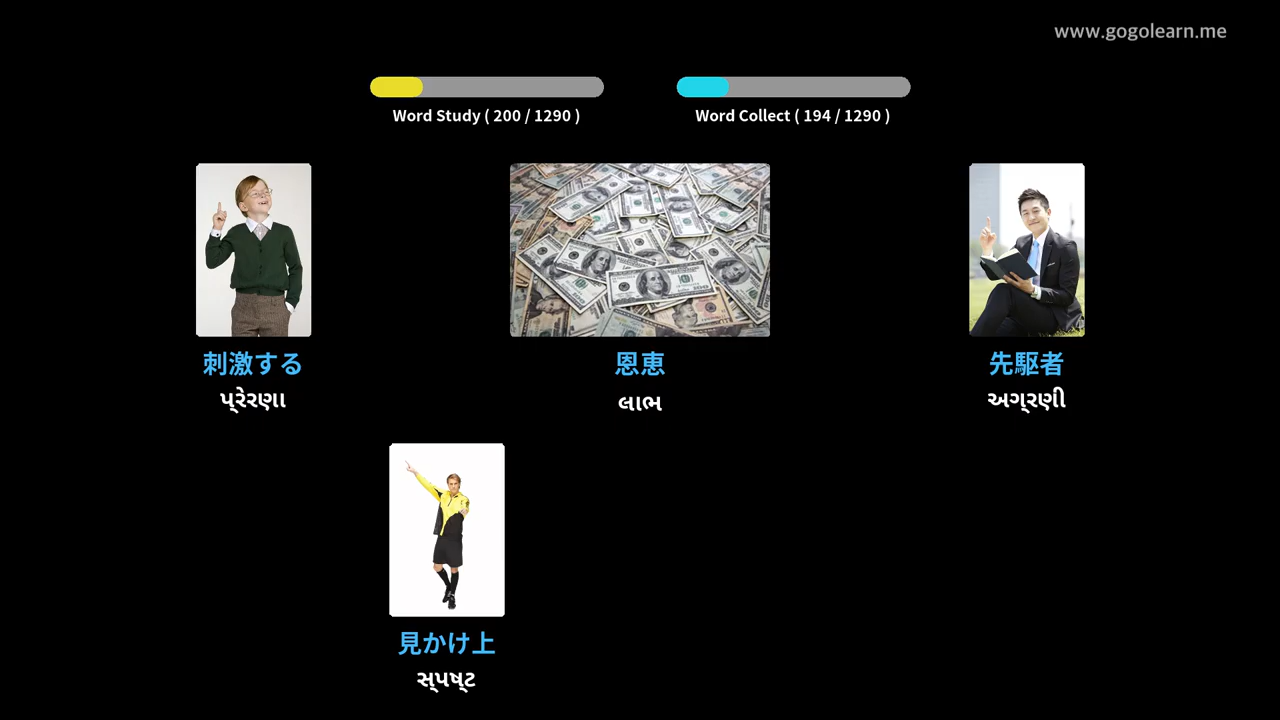 www.gogolearn.me
Word Study ( 200 / 1290 )
Word Collect ( 194 / 1290 )
刺激する
પ્રેરણા
恩恵
લાભ
先駆者
અગ્રણી
見かけ上
સ્પષ્ટ